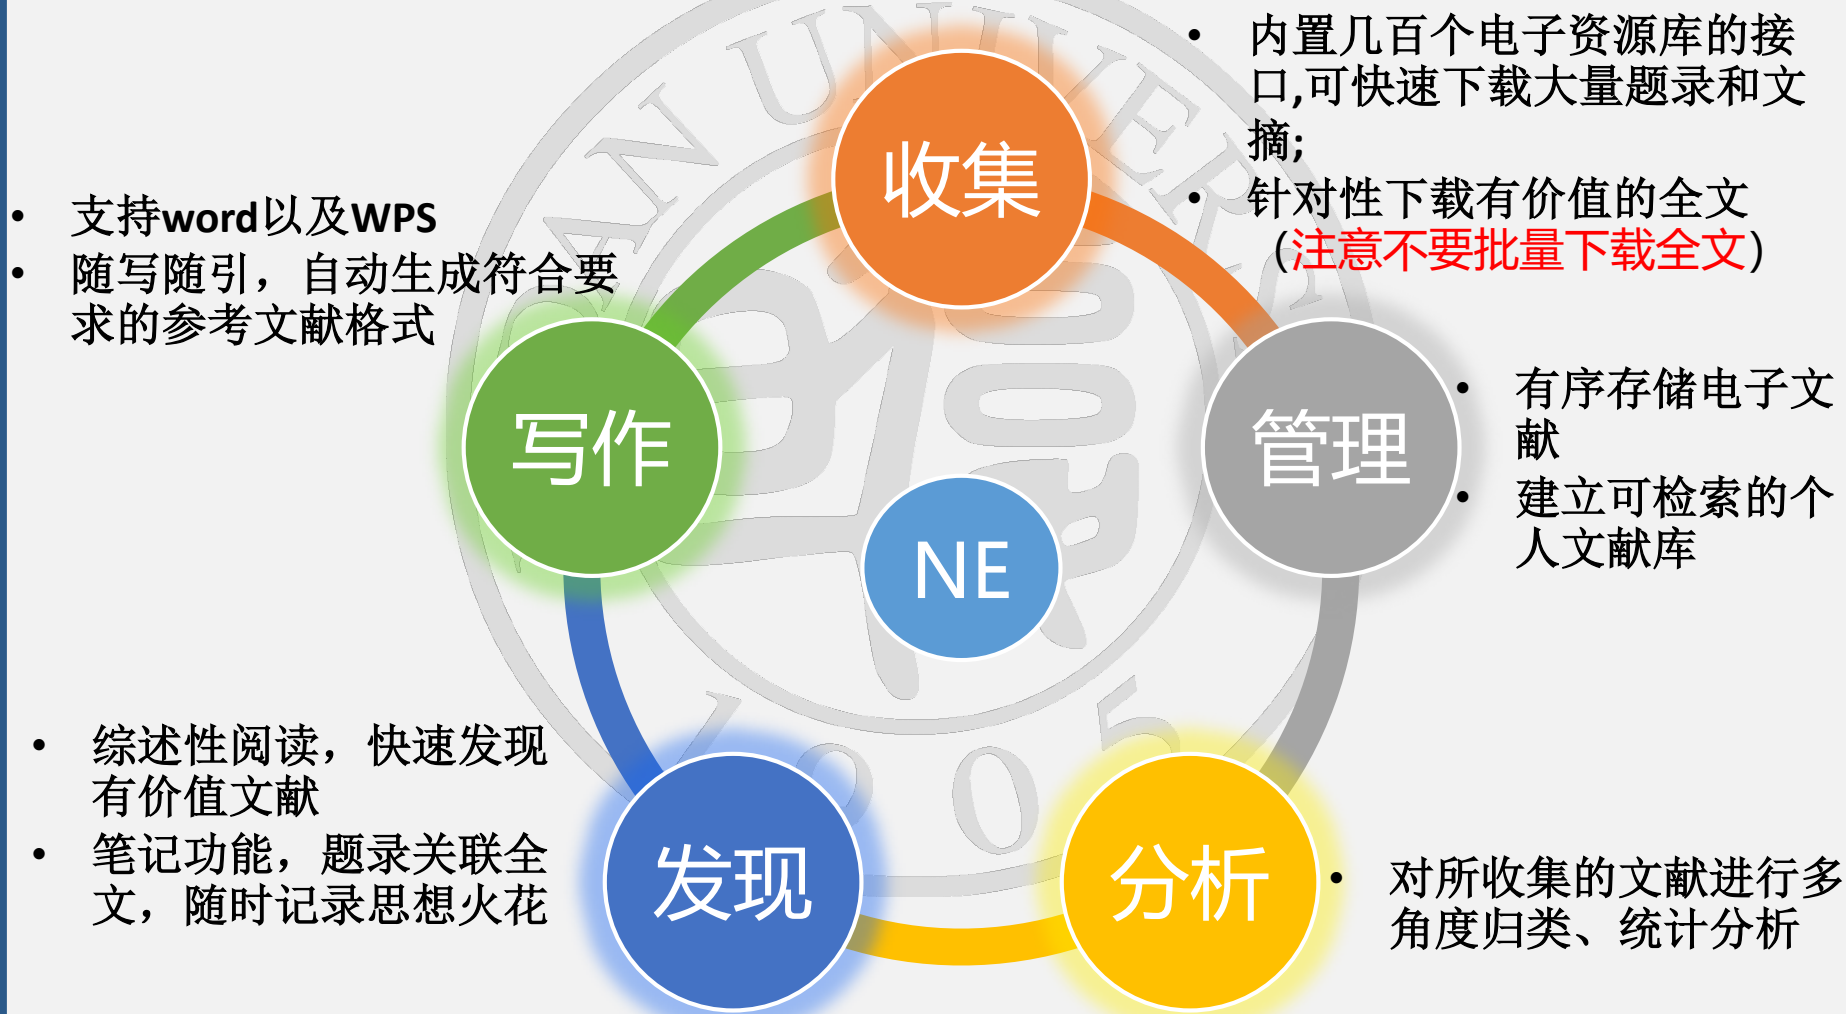 收集
• 内置几百个电子资源库的接
口,可快速下载大量题录和文
摘;
• 针对性下载有价值的全文
（注意不要批量下载全文）
管理
• 有序存储电子文
献
• 建立可检索的个
人文献库
分析
• 对所收集的文献进行多
角度归类、统计分析
发现
• 综述性阅读，快速发现
有价值文献
• 笔记功能，题录关联全
文，随时记录思想火花
写作
• 支持word以及WPS
• 随写随引，自动生成符合要
求的参考文献格式
NE
AN UNIVERS
1905